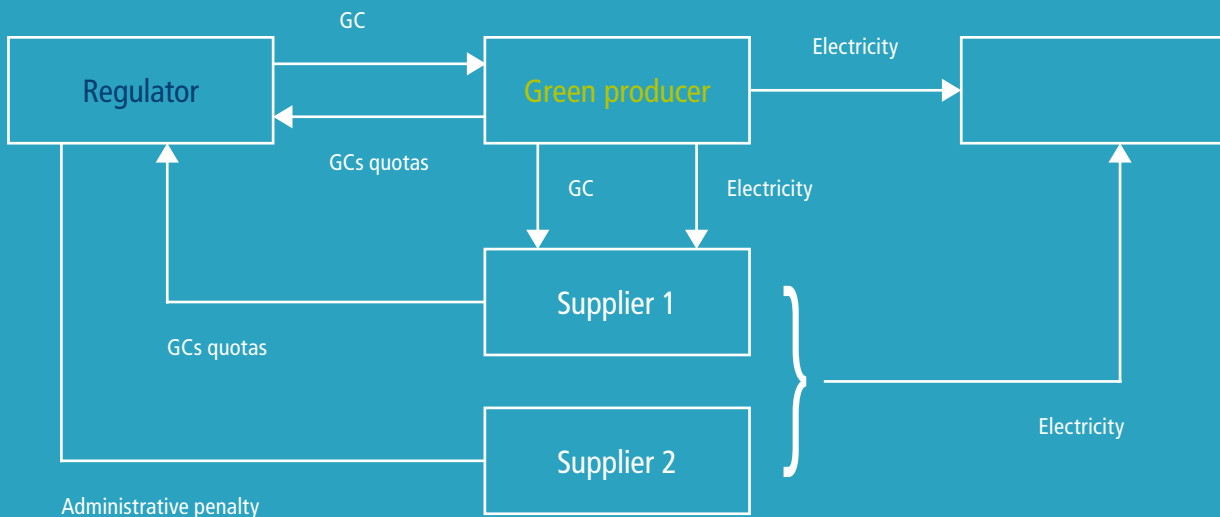 GC
Electricity
Regulator
Green producer
GCs quotas
GC
Electricity
Supplier 1
GCs quotas
Electricity
Supplier 2
Administrative penalty